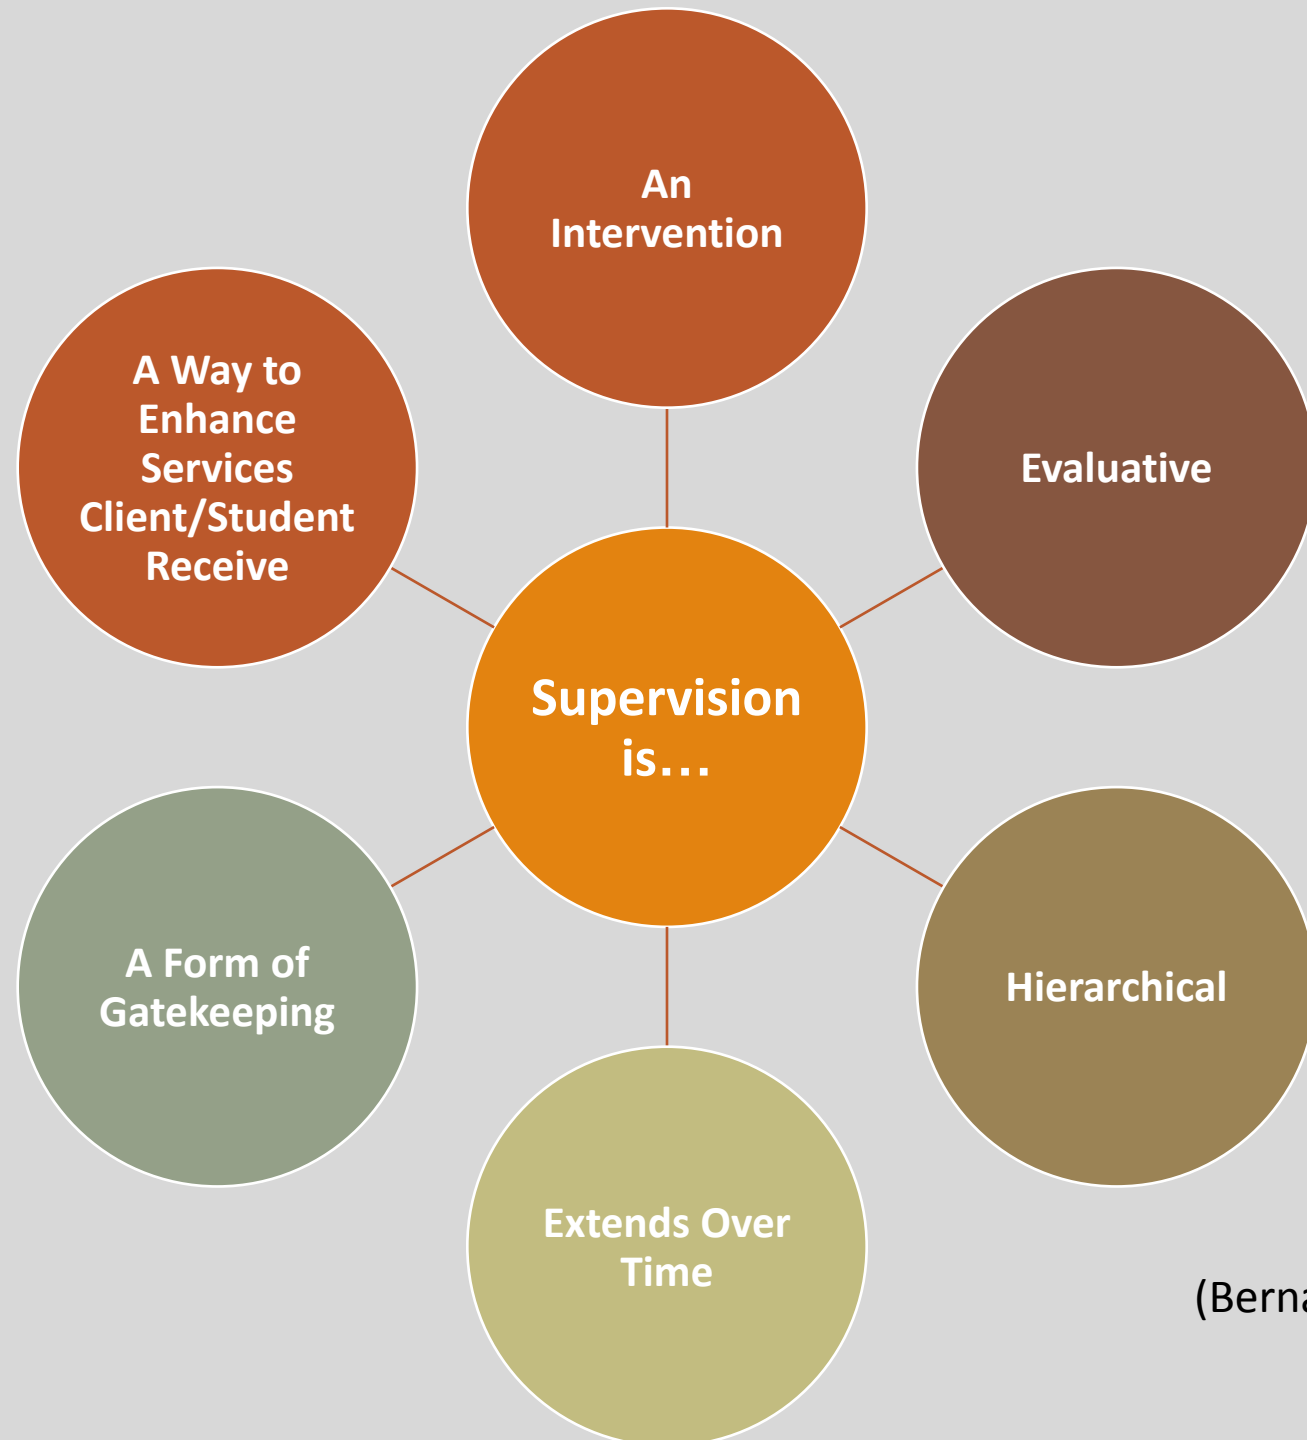 An
Intervention
Evaluative
Hierarchical
Extends Over
Time
A Form of
Gatekeeping
A Way to
Enhance
Services
Client/Student
Receive
Supervision
is…